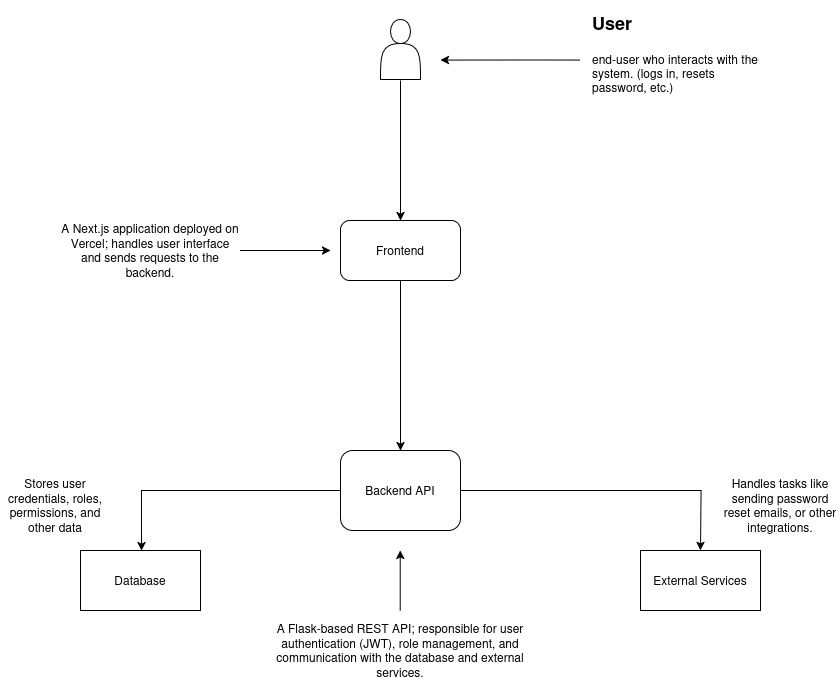 User
end-user who interacts with the
system. (logs in, resets
password, etc.)
A Next.js application deployed on
Vercel; handles user interface
and sends requests to the
backend.
Frontend
Stores user
credentials, roles,
permissions, and
other data
Backend API
Handles tasks like
sending password
reset emails, or other
integrations.
Database
External Services
A Flask-based REST API; responsible for user
authentication (JWT), role management, and
communication with the database and external
services.